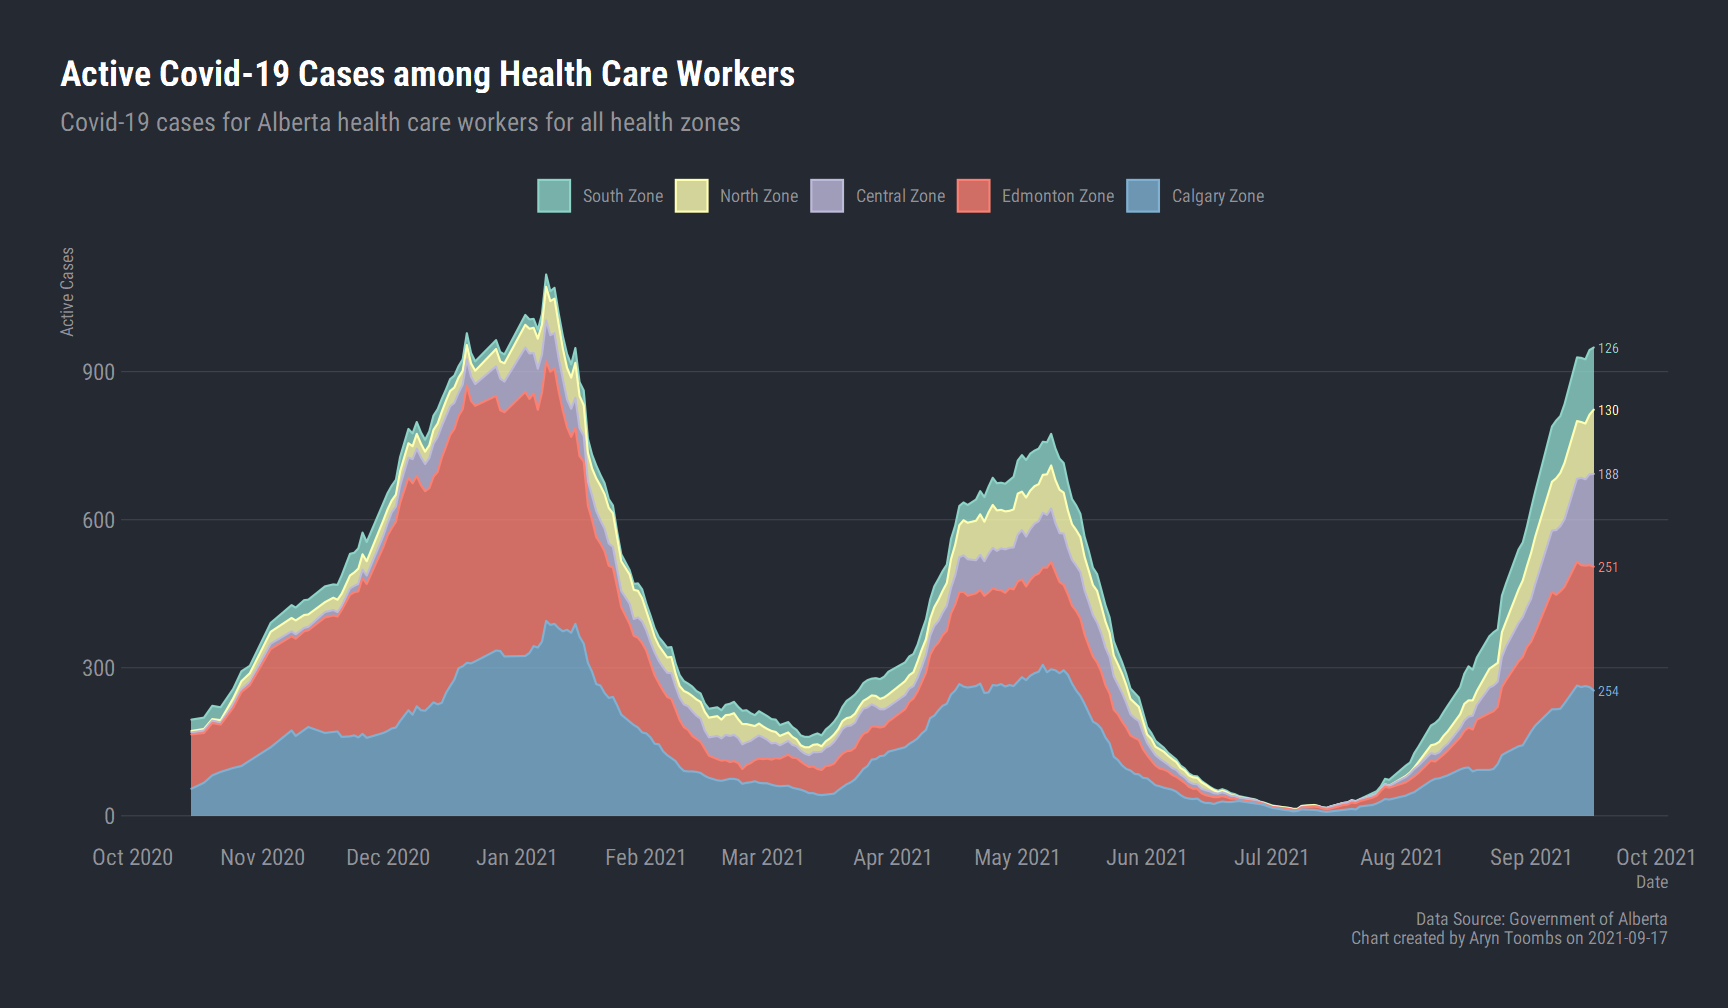 Active Covid-19 Cases among Health Care Workers
Covid-19 cases for Alberta health care workers for all health zones
South Zone North Zone Central Zone Edmonton Zone Calgary Zone
Active Cases
900
600
300
0
126
130
188
251
254
Oct 2020 Nov 2020 Dec 2020 Jan 2021 Feb 2021 Mar 2021 Apr 2021 May 2021 Jun 2021 Jul 2021 Aug 2021 Sep 2021 Oct 2021
Date
Data Source: Government of Alberta
Chart created by Aryn Toombs on 2021-09-17